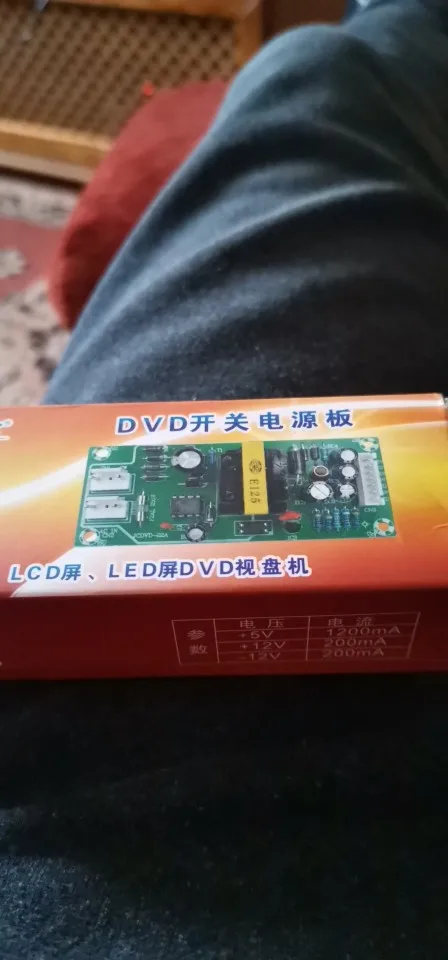 DVD开关电源板
E125
LCD屏、LED屏DVD视盘机
参数
电压 电流
+5V 1200mA
+12V 200mA
-12V 200mA